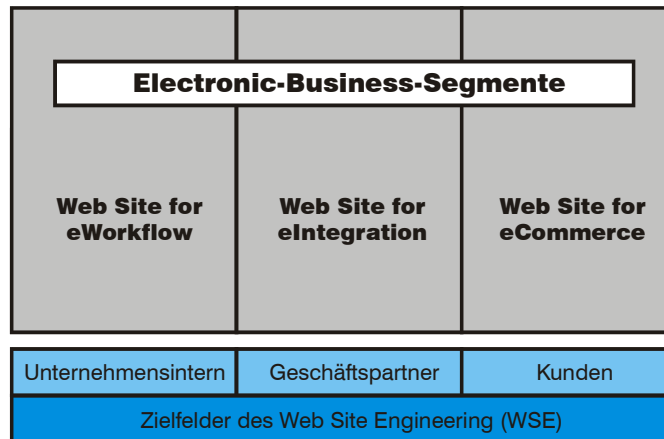 Electronic-Business-Segmente
Web Site for
eWorkflow
Web Site for
eIntegration
Web Site for
eCommerce
Unternehmensintern
Geschäftspartner
Kunden
Zielfelder des Web Site Engineering (WSE)